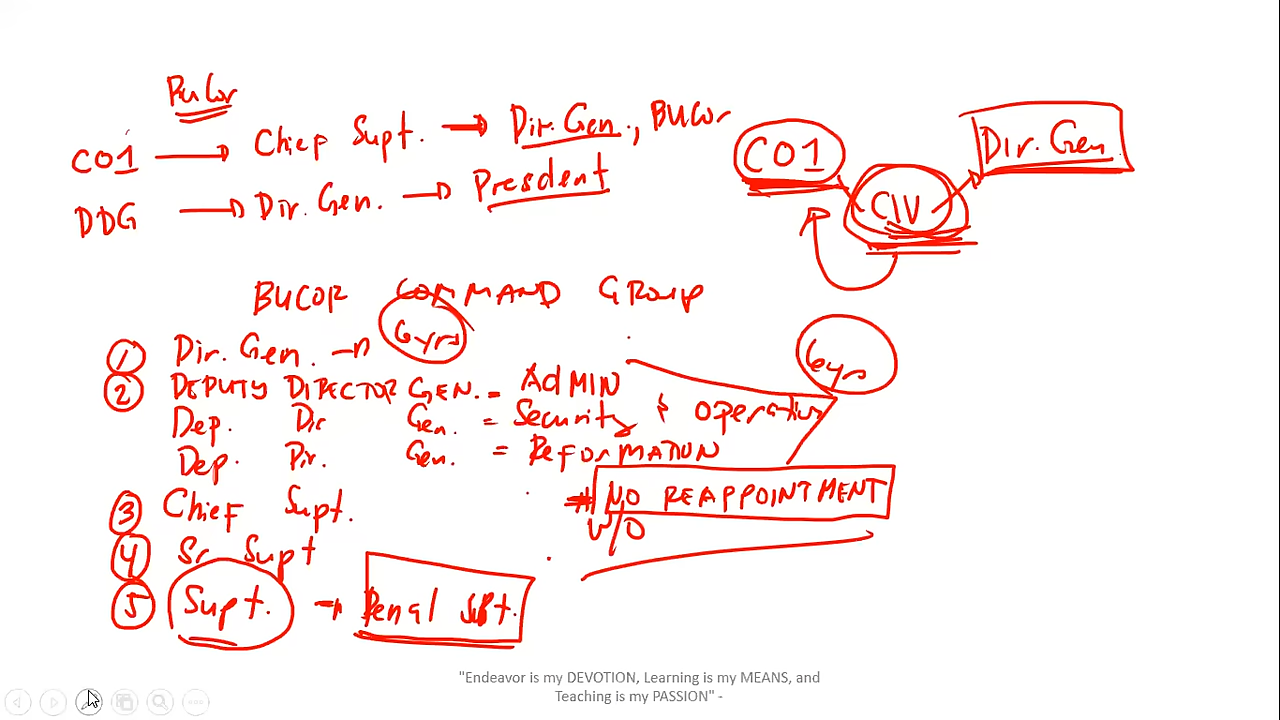 BuCor
CO1 → Chief Supt. → Dir. Gen., BUCOR
DDG → Dir. Gen. → Presdent
CO1
CIV
Dir. Gen.
BUCOR COMMAND GROUP
① Dir. Gen. → 6yrs
② DEPUTY DIRECTOR GEN. = AdMIN
Dep. Dir Gen. = Security & Operation
Dep. Dir. Gen. = ReFORMATION
6yrs
→ NO REAPPOINTMENT
W/O
③ Chief Supt.
④ Sr Supt
⑤ Supt. → Penal Supt.
"Endeavor is my DEVOTION, Learning is my MEANS, and
Teaching is my PASSION" -